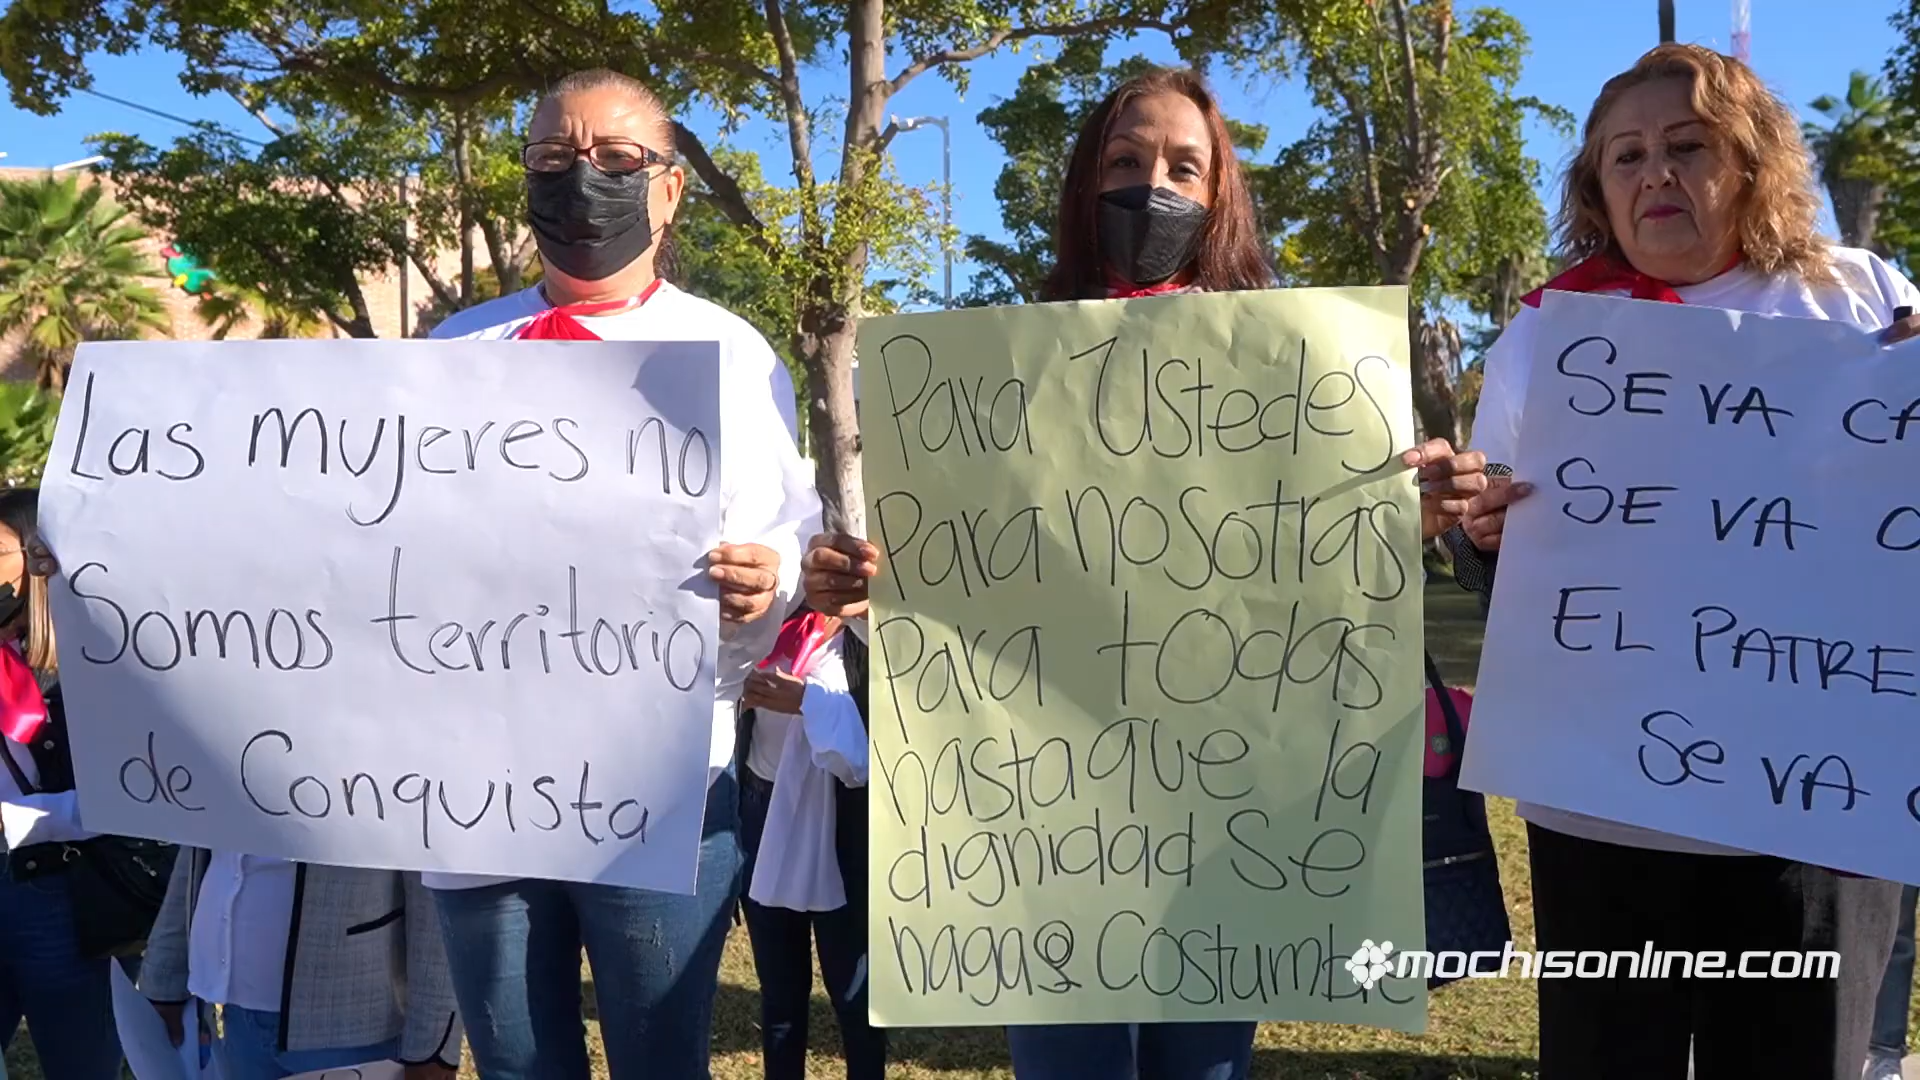 Las mujeres no
Somos territorio
de Conquista
Para Ustedes
Para nosotras
Para todas
hasta que la
dignidad Se
haga Costumbre
SE VA
SE VA
EL PATRE
Se VA
mochisonline.com